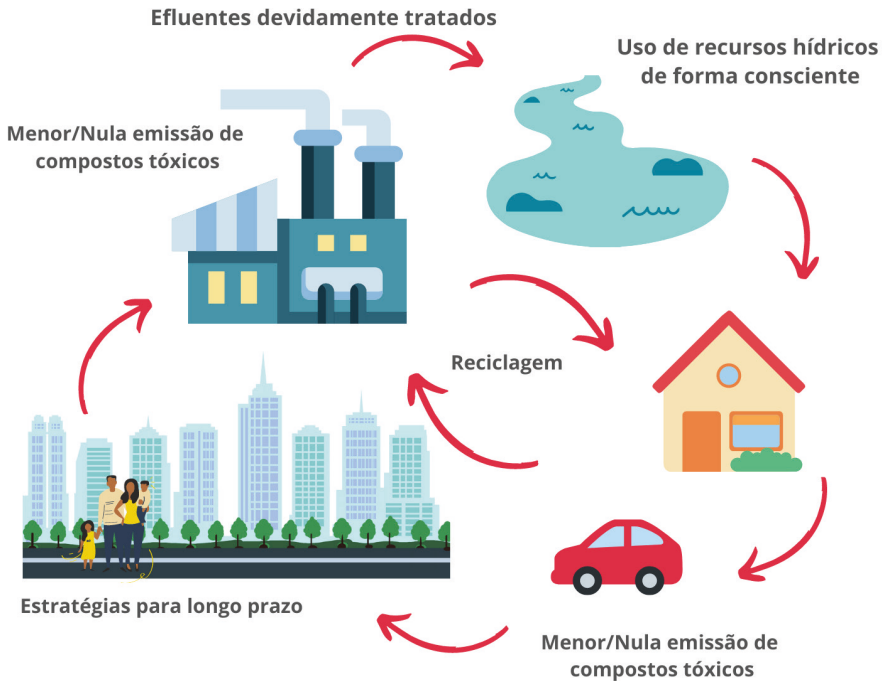 Efluentes devidamente tratados
Uso de recursos hídricos
de forma consciente
Menor/Nula emissão de
compostos tóxicos
Reciclagem
Estratégias para longo prazo
Menor/Nula emissão de
compostos tóxicos